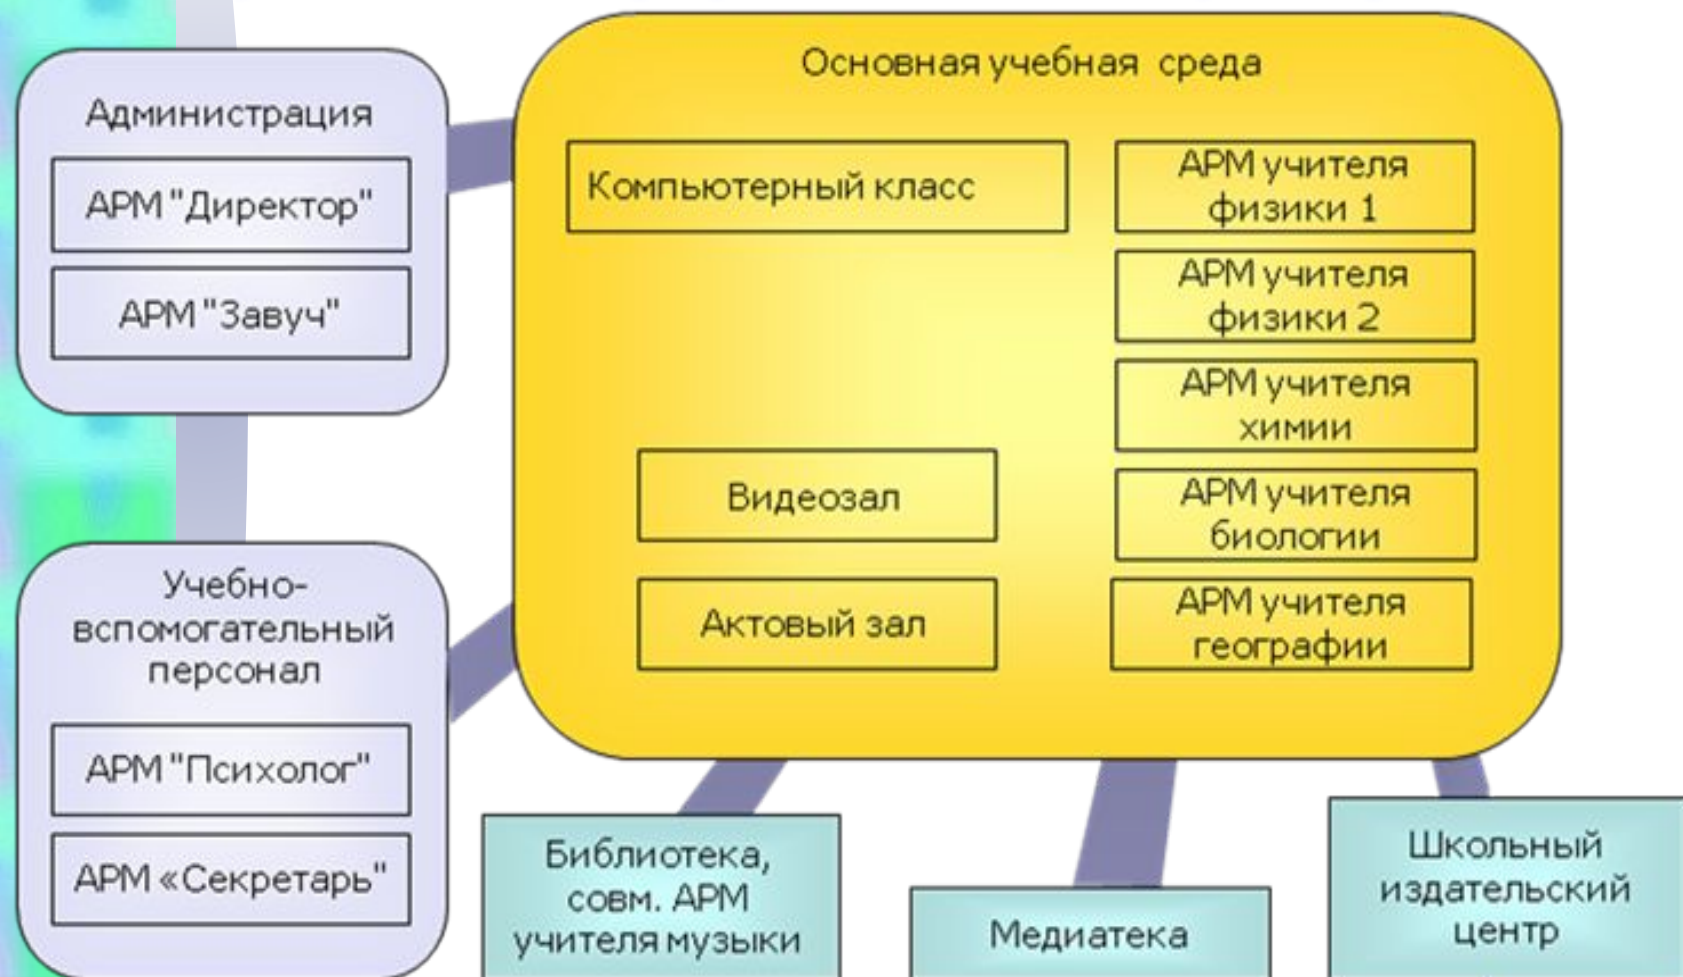 Администрация
АРМ "Директор"
АРМ "Завуч"
Учебно-
вспомогательный
персонал
АРМ "Психолог"
АРМ «Секретарь"
Основная учебная среда
Компьютерный класс
Видеозал
Актовый зал
АРМ учителя
физики 1
АРМ учителя
физики 2
АРМ учителя
химии
АРМ учителя
биологии
АРМ учителя
географии
Библиотека,
совм. АРМ
учителя музыки
Медиатека
Школьный
издательский
центр